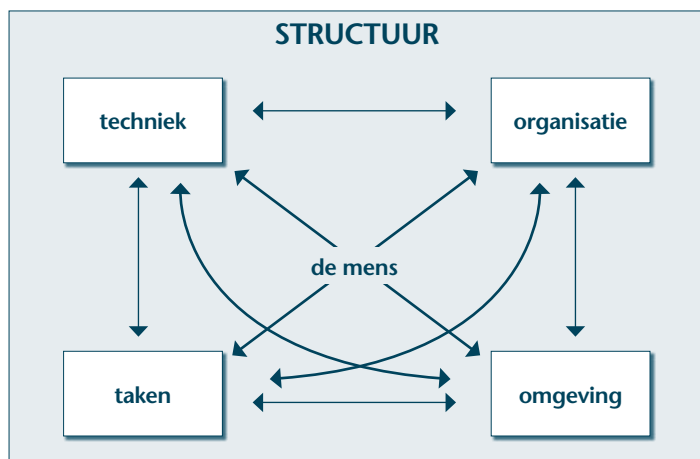 STRUCTUUR
techniek
organisatie
de mens
taken
omgeving